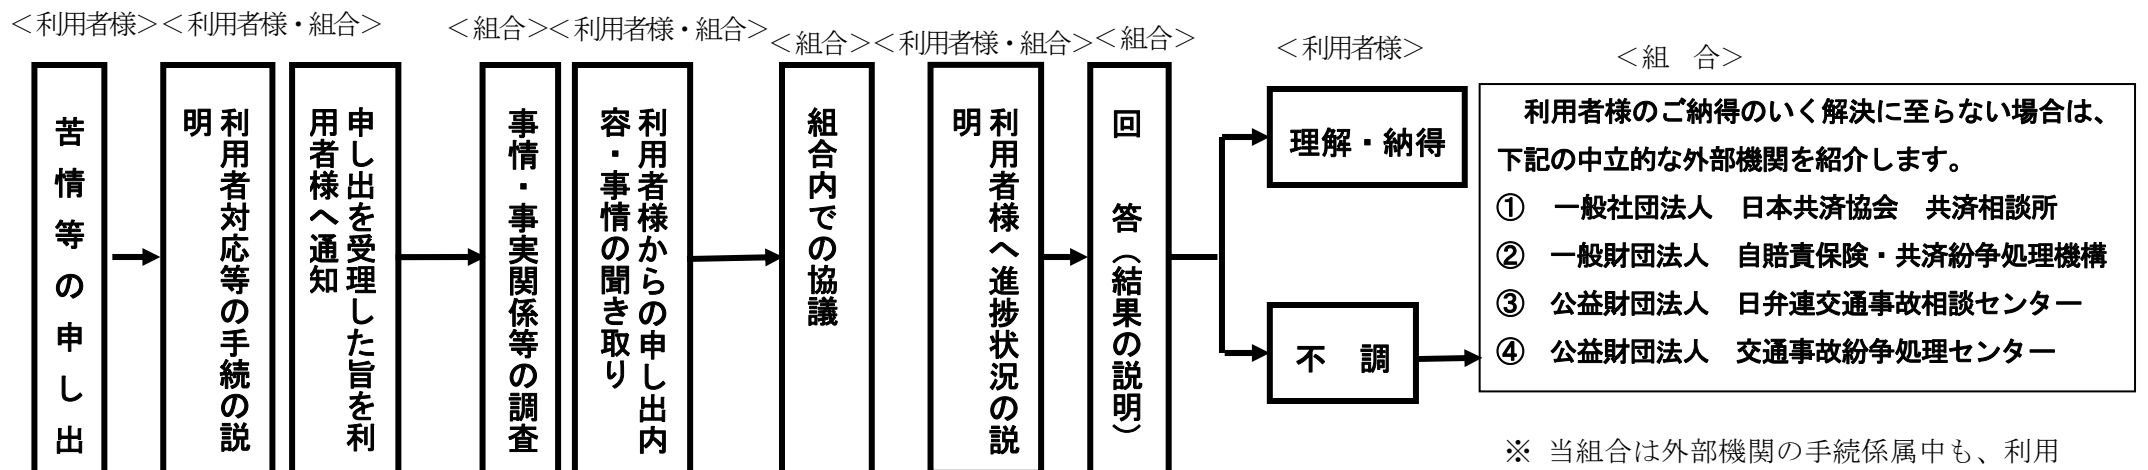 ＜利用者様＞
＜利用者様・組合＞
＜組合＞
＜利用者様・組合＞
＜組合＞
＜利用者様・組合＞
＜組合＞
＜利用者様＞
＜組　合＞
苦情等の申し出
利用者対応等の手続の説
明
申し出を受理した旨を利
用者様へ通知
事情・事実関係等の調査
利用者様からの申し出内
容・事情の聞き取り
組合内での協議
利用者様へ進捗状況の説
明
回　答（結果の説明）
理解・納得
不　調
利用者様のご納得のいく解決に至らない場合は、
下記の中立的な外部機関を紹介します。
①　一般社団法人　日本共済協会　共済相談所
②　一般財団法人　自賠責保険・共済紛争処理機構
③　公益財団法人　日弁連交通事故相談センター
④　公益財団法人　交通事故紛争処理センター
※　当組合は外部機関の手続係属中も、利用